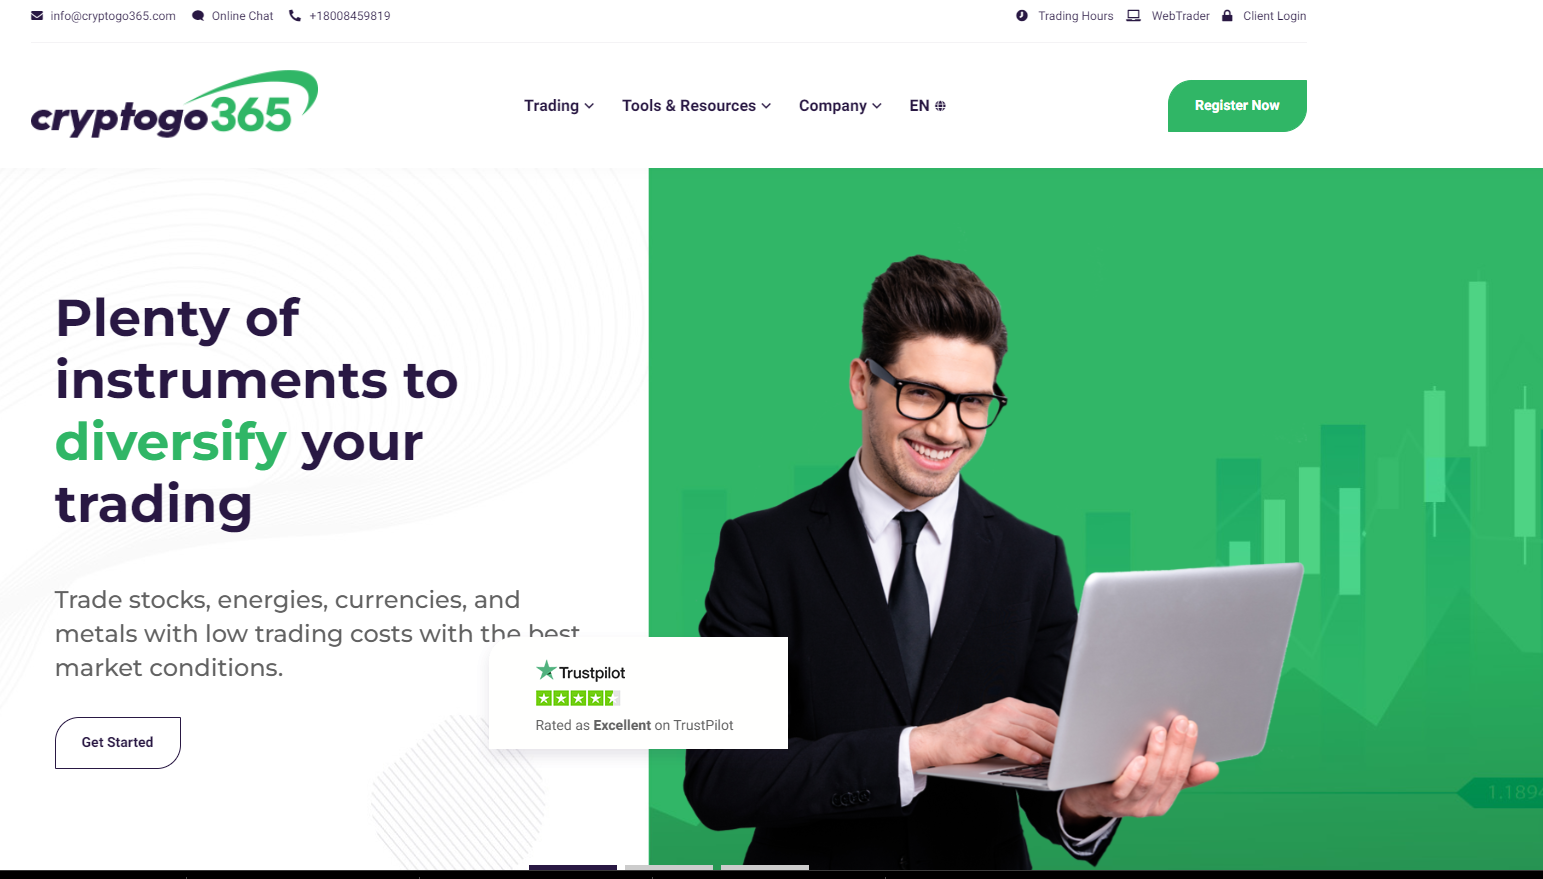 info@cryptogo365.com Online Chat +18008459819
Trading Hours WebTrader Client Login
cryptogo365
Trading Tools & Resources Company EN
Register Now
Plenty of
instruments to
diversify your
trading
Trade stocks, energies, currencies, and
metals with low trading costs with the best
market conditions.
Trustpilot
Rated as Excellent on TrustPilot
Get Started